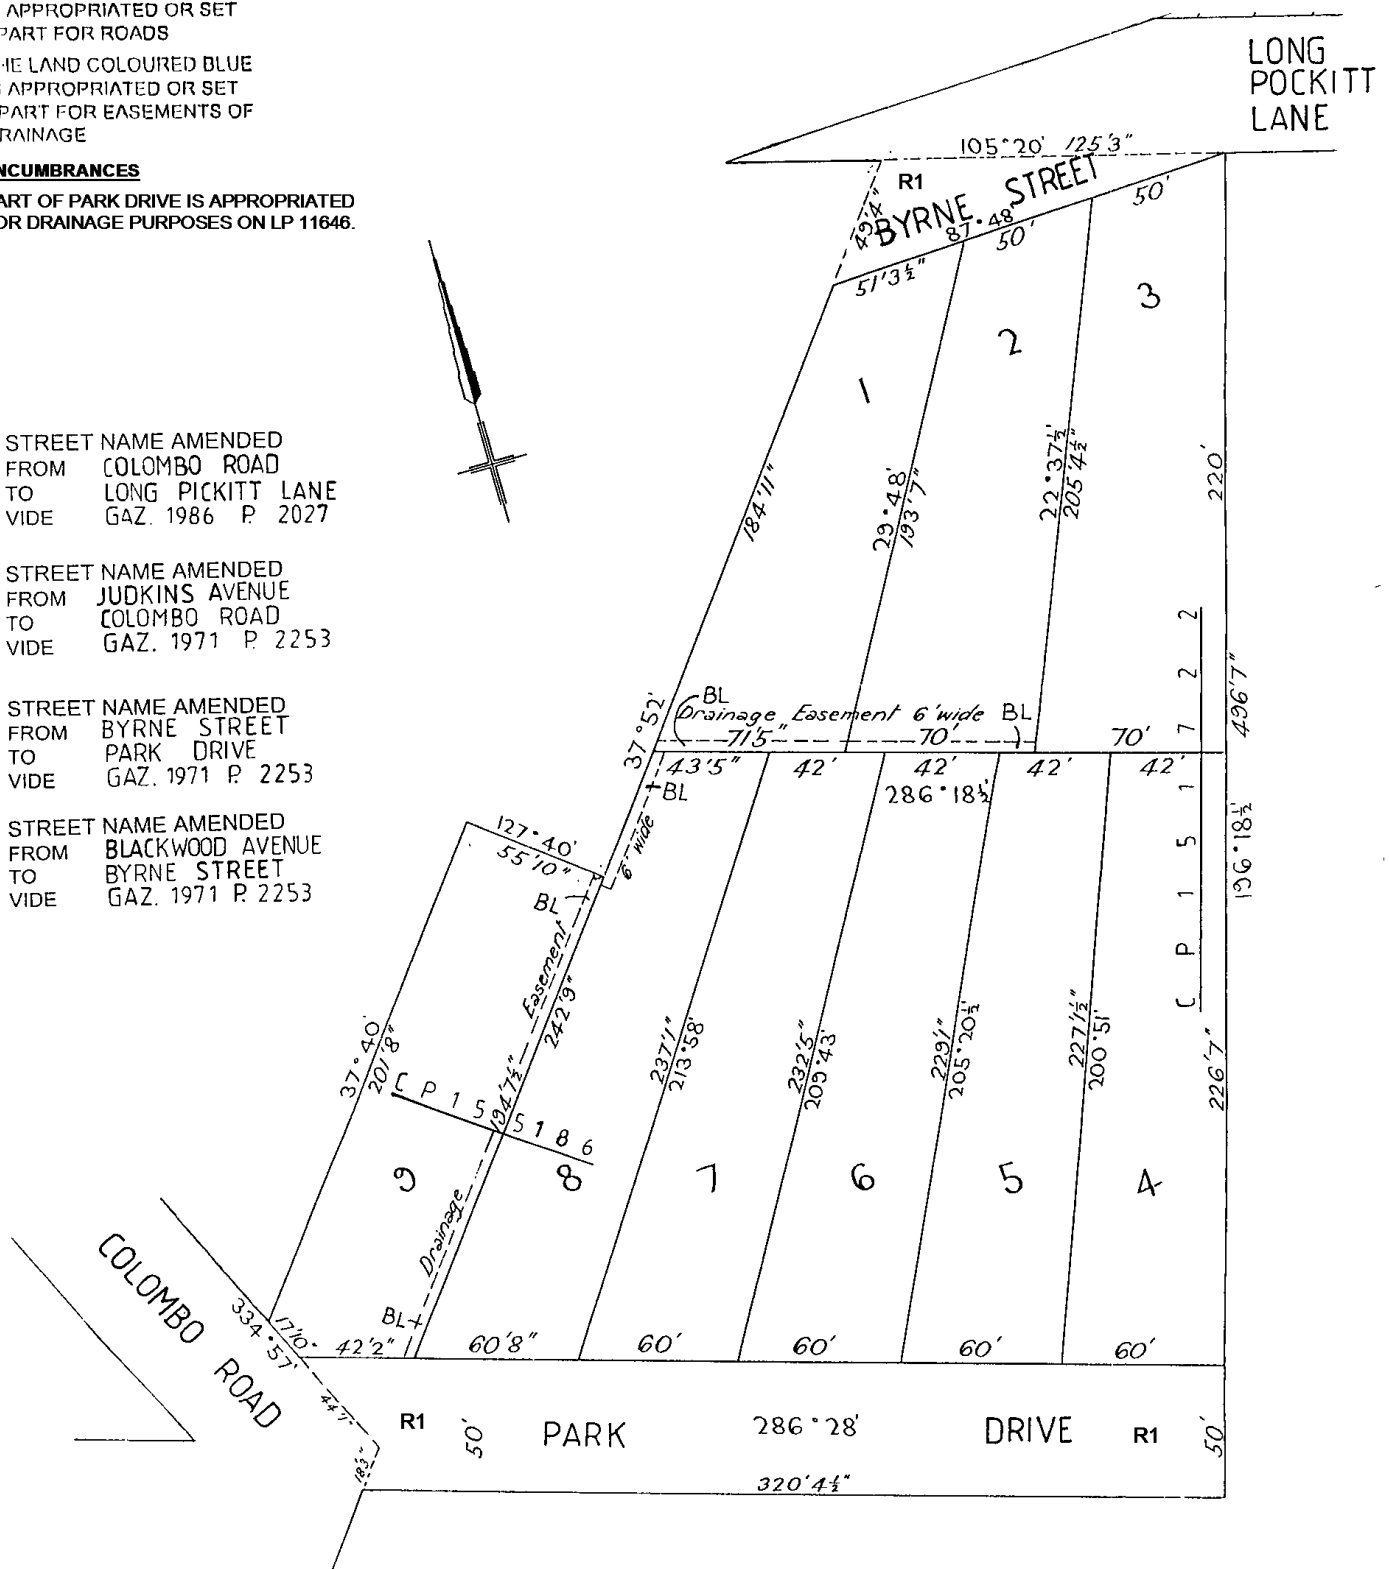 APPROPRIATED OR SET
PART FOR ROADS
HE LAND COLOURED BLUE
APPROPRIATED OR SET
PART FOR EASEMENTS OF
RAINAGE
NCUMBRANCES
ART OF PARK DRIVE IS APPROPRIATED
OR DRAINAGE PURPOSES ON LP 11646.
STREET NAME AMENDED
FROM COLOMBO ROAD
TO LONG PICKITT LANE
VIDE GAZ. 1986 P. 2027
STREET NAME AMENDED
FROM JUDKINS AVENUE
TO COLOMBO ROAD
VIDE GAZ. 1971 P. 2253
STREET NAME AMENDED
FROM BYRNE STREET
TO PARK DRIVE
VIDE GAZ. 1971 P. 2253
STREET NAME AMENDED
FROM BLACKWOOD AVENUE
TO BYRNE STREET
VIDE GAZ. 1971 P. 2253
LONG
POCKITT
LANE
105°20' 125'3"
R1
BYRNE STREET
49'4"
87.48'
51'3½"
50'
50'
1
2
3
184'11"
29°48'
193'7"
22°37½'
205'4½"
220'
37°52'
BL
Drainage Easement 6' wide
BL
71'5"
70'
70'
43'5"
42'
42'
42'
42'
286°18½'
BL
6' wide
496'7"
196.18½'
CP151722
127°40'
55'10"
BL
Easement
242'9"
194'7½"
37°40'
201'8"
CP155186
Drainage
BL
237'1"
213°58'
232'5"
209°43'
229'1"
205°20½'
227'1½"
200°51'
226'7"
9
8
7
6
5
4
COLOMBO ROAD
334°57'
17'10"
42'2"
60'8"
60'
60'
60'
60'
44'7"
18'3"
R1
50'
PARK
286°28'
DRIVE
R1
50'
320'4½"